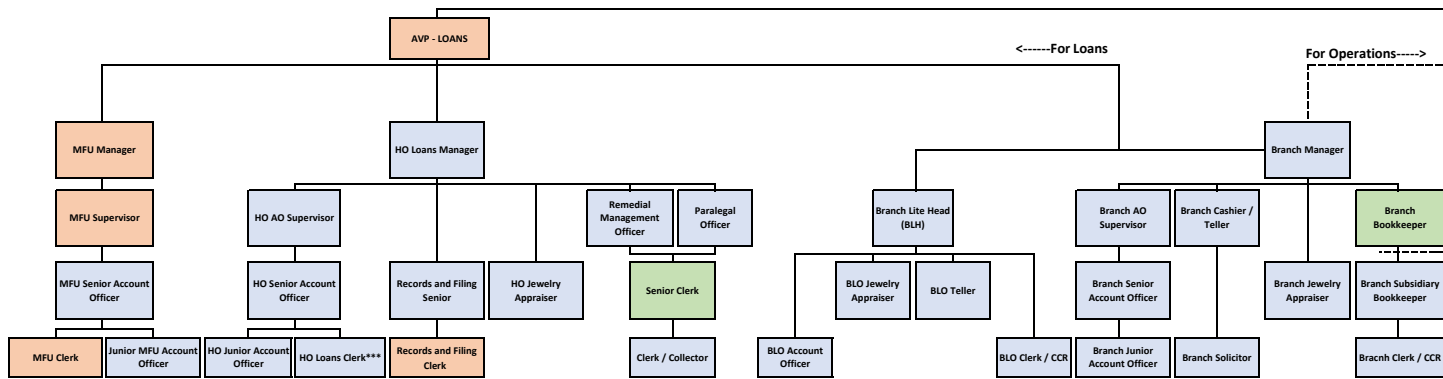 AVP - LOANS
<------For Loans
For Operations----->
MFU Manager
HO Loans Manager
Branch Manager
MFU Supervisor
HO AO Supervisor
Remedial
Management
Officer
Paralegal
Officer
Branch Lite Head
(BLH)
Branch AO
Supervisor
Branch Cashier /
Teller
Branch
Bookkeeper
MFU Senior Account
Officer
HO Senior Account
Officer
Records and Filing
Senior
HO Jewelry
Appraiser
Senior Clerk
BLO Jewelry
Appraiser
BLO Teller
Branch Senior
Account Officer
Branch Jewelry
Appraiser
Branch Subsidiary
Bookkeeper
MFU Clerk
Junior MFU Account
Officer
HO Junior Account
Officer
HO Loans Clerk***
Records and Filing
Clerk
Clerk / Collector
BLO Account
Officer
BLO Clerk / CCR
Branch Junior
Account Officer
Branch Solicitor
Bracnh Clerk / CCR